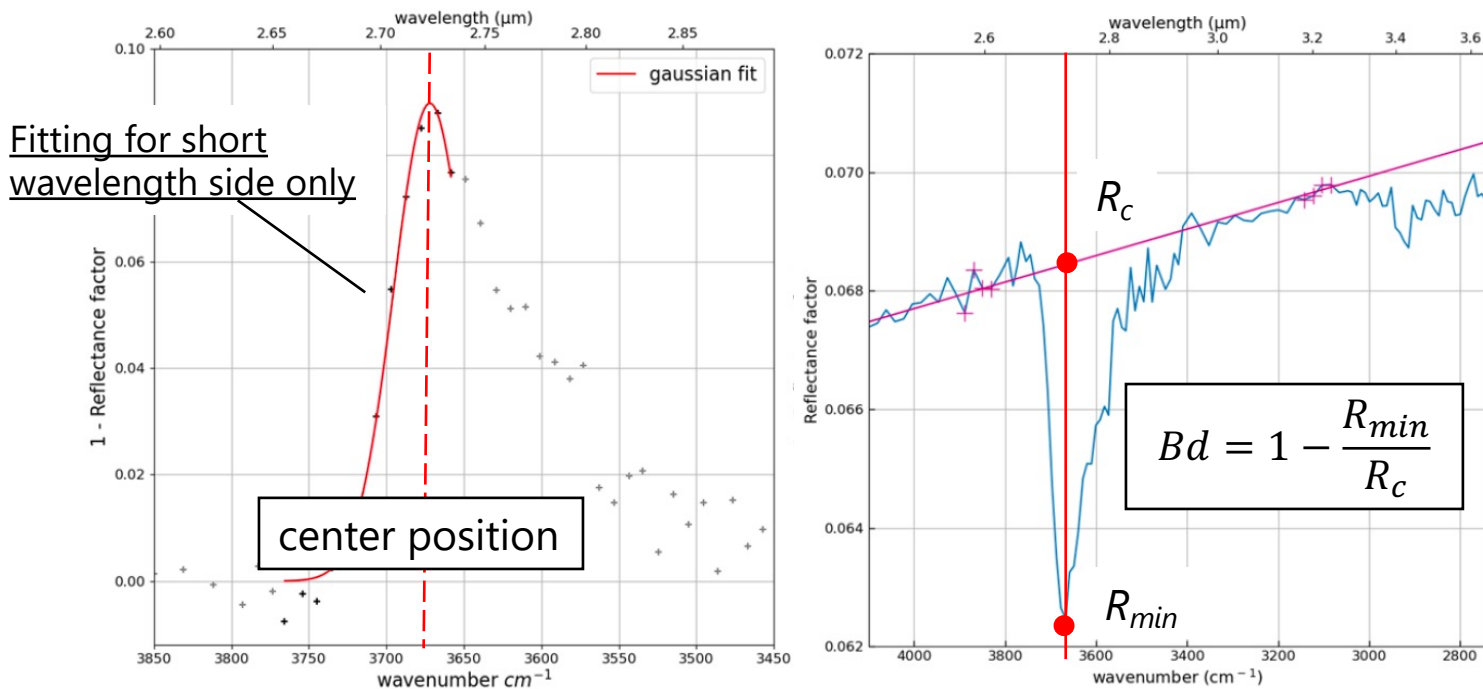 wavelength (μm)
2.60 2.65 2.70 2.75 2.80 2.85
0.10
gaussian fit
Fitting for short
wavelength side only
0.06
0.04
0.02
0.00
1 - Reflectance factor
center position
3850 3800 3750 3700 3650 3600 3550 3500 3450
wavenumber cm⁻¹
wavelength (μm)
2.6 2.8 3.0 3.2 3.4 3.6
0.072
0.070
0.068
0.066
0.064
0.062
Reflectance factor
R_c
Bd = 1 − R_min / R_c
R_min
4000 3800 3600 3400 3200 3000 2800
wavenumber (cm⁻¹)